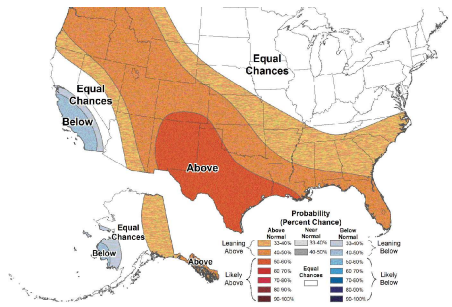 Equal
Chances
Equal
Chances
Below
Above
Equal
Chances
Below
Above
Probability
(Percent Chance)
Above
Normal
Near
Normal
Below
Normal
Leaning
Above
33-40%
33-40%
33-40%
Leaning
Below
40-50%
40-50%
40-50%
50-60%
50-60%
Likely
Above
60-70%
Equal
Chances
60-70%
Likely
Below
70-80%
70-80%
80-90%
80-90%
90-100%
90-100%